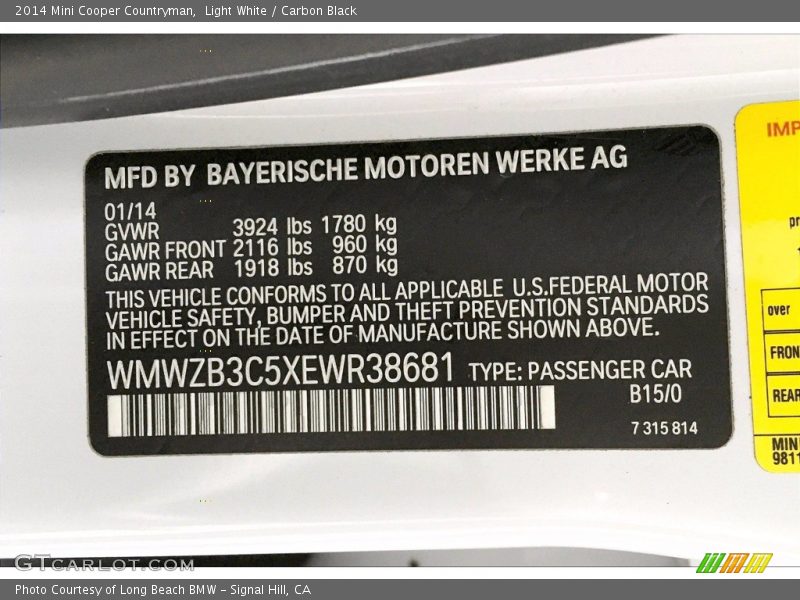 2014 Mini Cooper Countryman, Light White / Carbon Black
MFD BY BAYERISCHE MOTOREN WERKE AG
01/14
GVWR 3924 lbs 1780 kg
GAWR FRONT 2116 lbs 960 kg
GAWR REAR 1918 lbs 870 kg
THIS VEHICLE CONFORMS TO ALL APPLICABLE U.S.FEDERAL MOTOR
VEHICLE SAFETY, BUMPER AND THEFT PREVENTION STANDARDS
IN EFFECT ON THE DATE OF MANUFACTURE SHOWN ABOVE.
WMWZB3C5XEWR38681 TYPE: PASSENGER CAR
B15/0
7 315 814
over
FRON
REAR
MINI
9811
GTCARLOT.COM
Photo Courtesy of Long Beach BMW - Signal Hill, CA